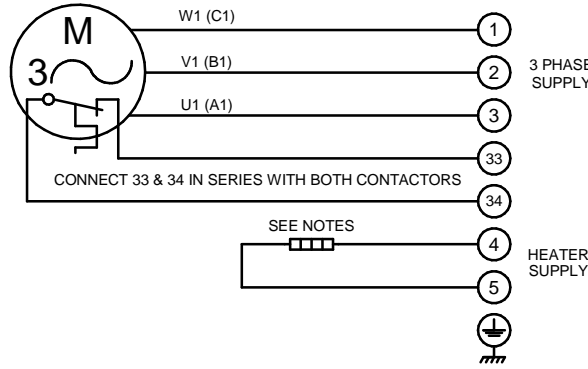 M
3
W1 (C1)
1
V1 (B1)
2
3 PHASE
SUPPLY
U1 (A1)
3
33
CONNECT 33 & 34 IN SERIES WITH BOTH CONTACTORS
34
SEE NOTES
4
HEATER
SUPPLY
5